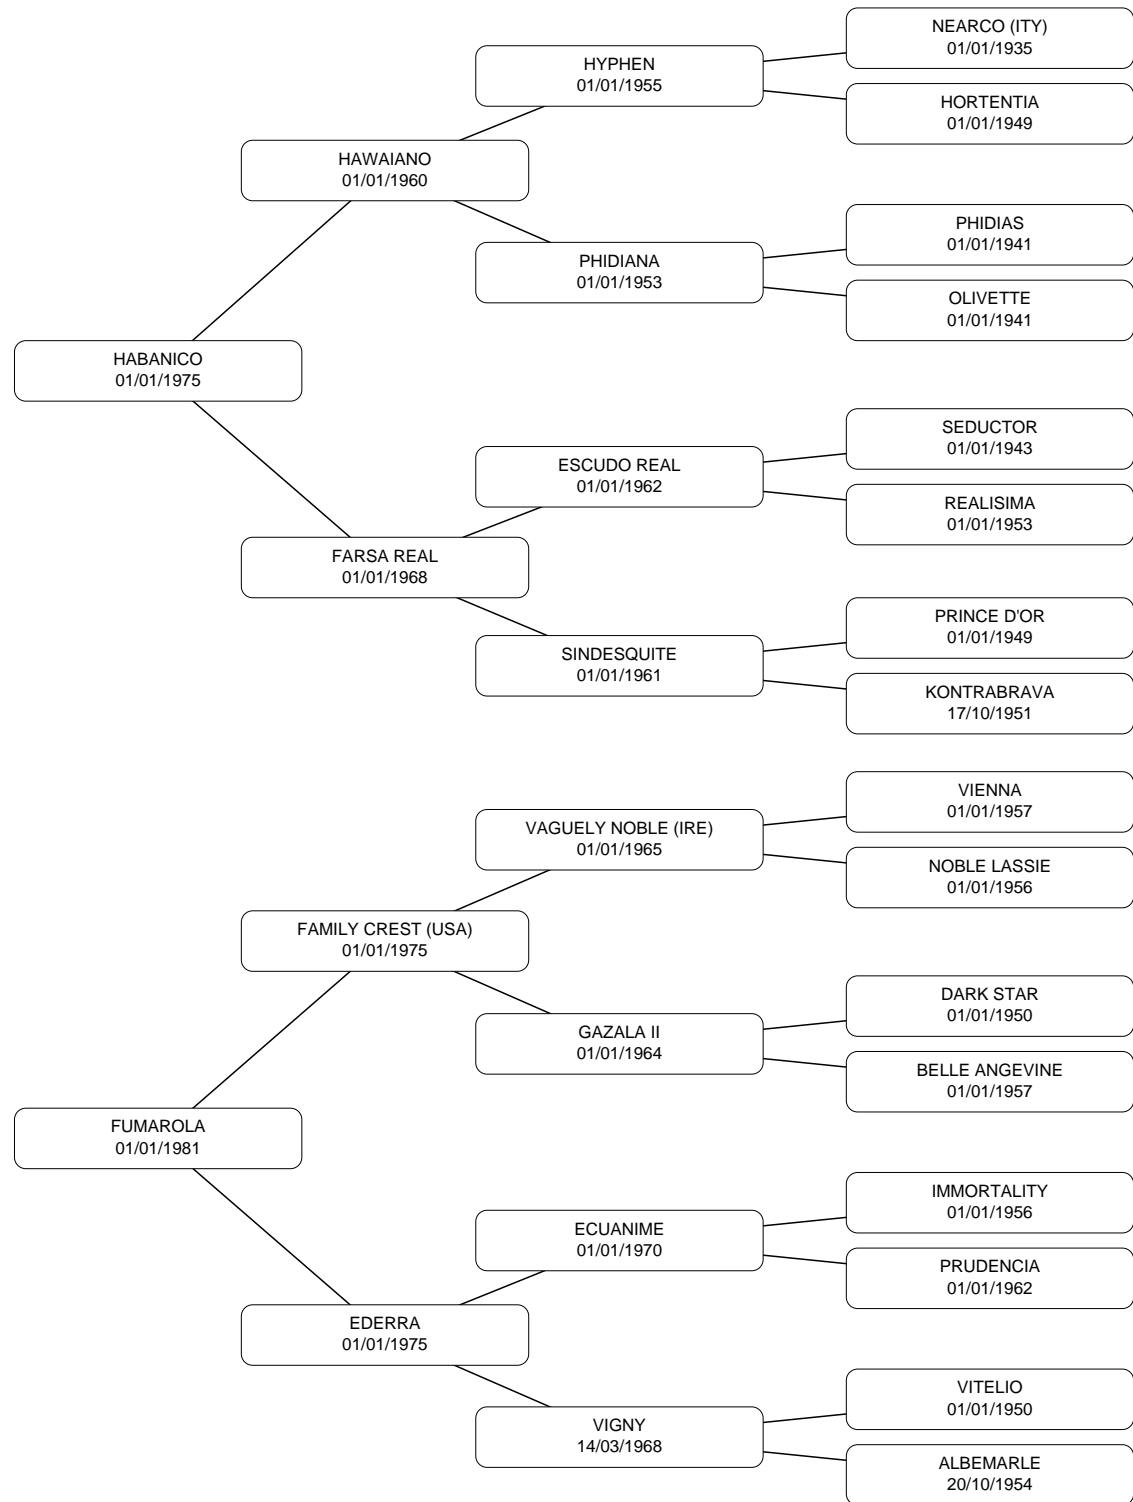 NEARCO (ITY)
01/01/1935
HYPHEN
01/01/1955
HORTENTIA
01/01/1949
HAWAIANO
01/01/1960
PHIDIAS
01/01/1941
PHIDIANA
01/01/1953
OLIVETTE
01/01/1941
HABANICO
01/01/1975
SEDUCTOR
01/01/1943
ESCUDO REAL
01/01/1962
REALISIMA
01/01/1953
FARSA REAL
01/01/1968
PRINCE D'OR
01/01/1949
SINDESQUITE
01/01/1961
KONTRABRAVA
17/10/1951
VIENNA
01/01/1957
VAGUELY NOBLE (IRE)
01/01/1965
NOBLE LASSIE
01/01/1956
FAMILY CREST (USA)
01/01/1975
DARK STAR
01/01/1950
GAZALA II
01/01/1964
BELLE ANGEVINE
01/01/1957
FUMAROLA
01/01/1981
IMMORTALITY
01/01/1956
ECUANIME
01/01/1970
PRUDENCIA
01/01/1962
EDERRA
01/01/1975
VITELIO
01/01/1950
VIGNY
14/03/1968
ALBEMARLE
20/10/1954